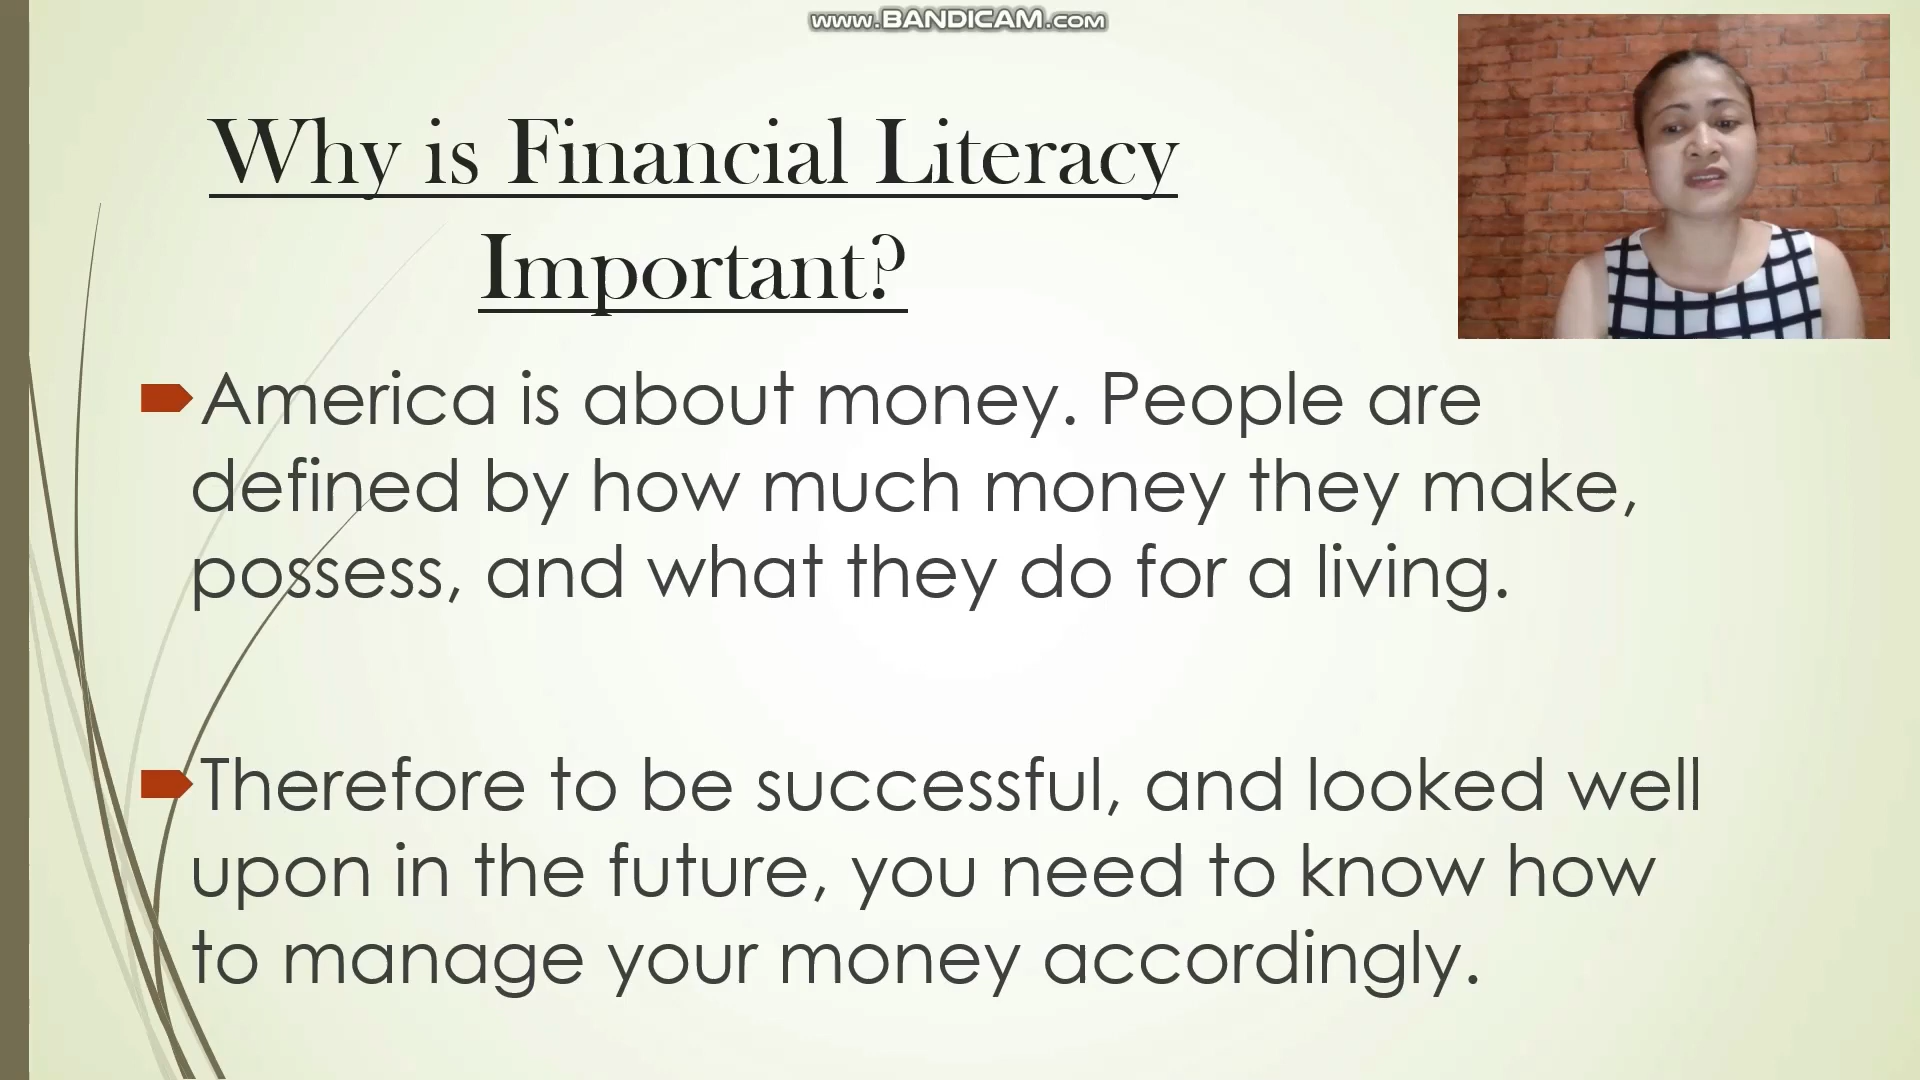 www.BANDICAM.com
Why is Financial Literacy
Important?
America is about money. People are
defined by how much money they make,
possess, and what they do for a living.
Therefore to be successful, and looked well
upon in the future, you need to know how
to manage your money accordingly.